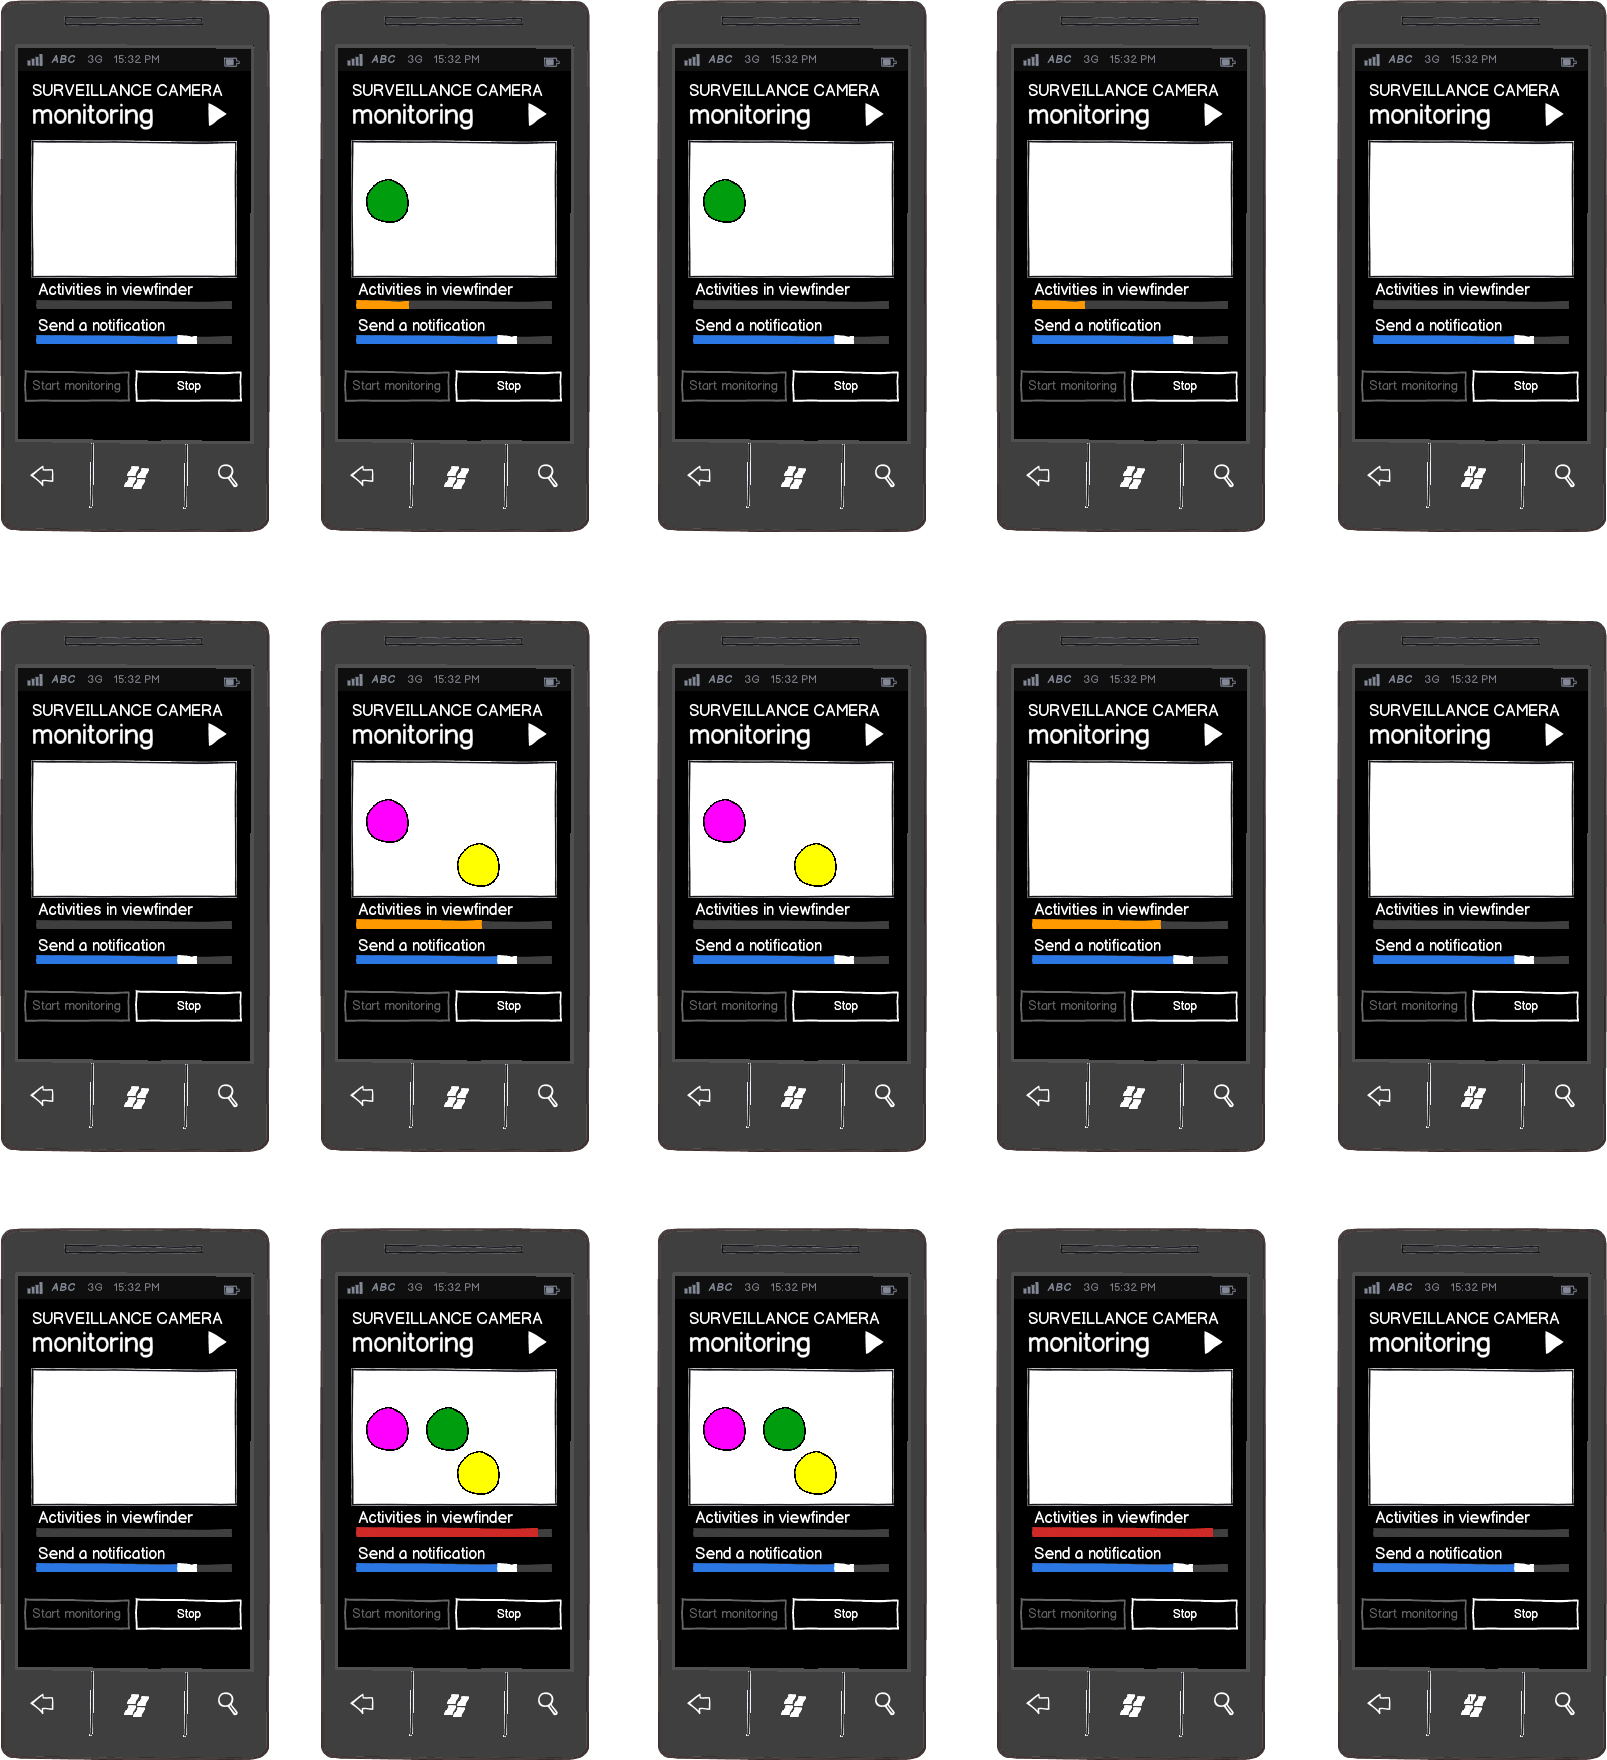 ABC 3G 15:32 PM
SURVEILLANCE CAMERA
monitoring
Activities in viewfinder
Send a notification
Start monitoring Stop
ABC 3G 15:32 PM
SURVEILLANCE CAMERA
monitoring
Activities in viewfinder
Send a notification
Start monitoring Stop
ABC 3G 15:32 PM
SURVEILLANCE CAMERA
monitoring
Activities in viewfinder
Send a notification
Start monitoring Stop
ABC 3G 15:32 PM
SURVEILLANCE CAMERA
monitoring
Activities in viewfinder
Send a notification
Start monitoring Stop
ABC 3G 15:32 PM
SURVEILLANCE CAMERA
monitoring
Activities in viewfinder
Send a notification
Start monitoring Stop
ABC 3G 15:32 PM
SURVEILLANCE CAMERA
monitoring
Activities in viewfinder
Send a notification
Start monitoring Stop
ABC 3G 15:32 PM
SURVEILLANCE CAMERA
monitoring
Activities in viewfinder
Send a notification
Start monitoring Stop
ABC 3G 15:32 PM
SURVEILLANCE CAMERA
monitoring
Activities in viewfinder
Send a notification
Start monitoring Stop
ABC 3G 15:32 PM
SURVEILLANCE CAMERA
monitoring
Activities in viewfinder
Send a notification
Start monitoring Stop
ABC 3G 15:32 PM
SURVEILLANCE CAMERA
monitoring
Activities in viewfinder
Send a notification
Start monitoring Stop
ABC 3G 15:32 PM
SURVEILLANCE CAMERA
monitoring
Activities in viewfinder
Send a notification
Start monitoring Stop
ABC 3G 15:32 PM
SURVEILLANCE CAMERA
monitoring
Activities in viewfinder
Send a notification
Start monitoring Stop
ABC 3G 15:32 PM
SURVEILLANCE CAMERA
monitoring
Activities in viewfinder
Send a notification
Start monitoring Stop
ABC 3G 15:32 PM
SURVEILLANCE CAMERA
monitoring
Activities in viewfinder
Send a notification
Start monitoring Stop
ABC 3G 15:32 PM
SURVEILLANCE CAMERA
monitoring
Activities in viewfinder
Send a notification
Start monitoring Stop